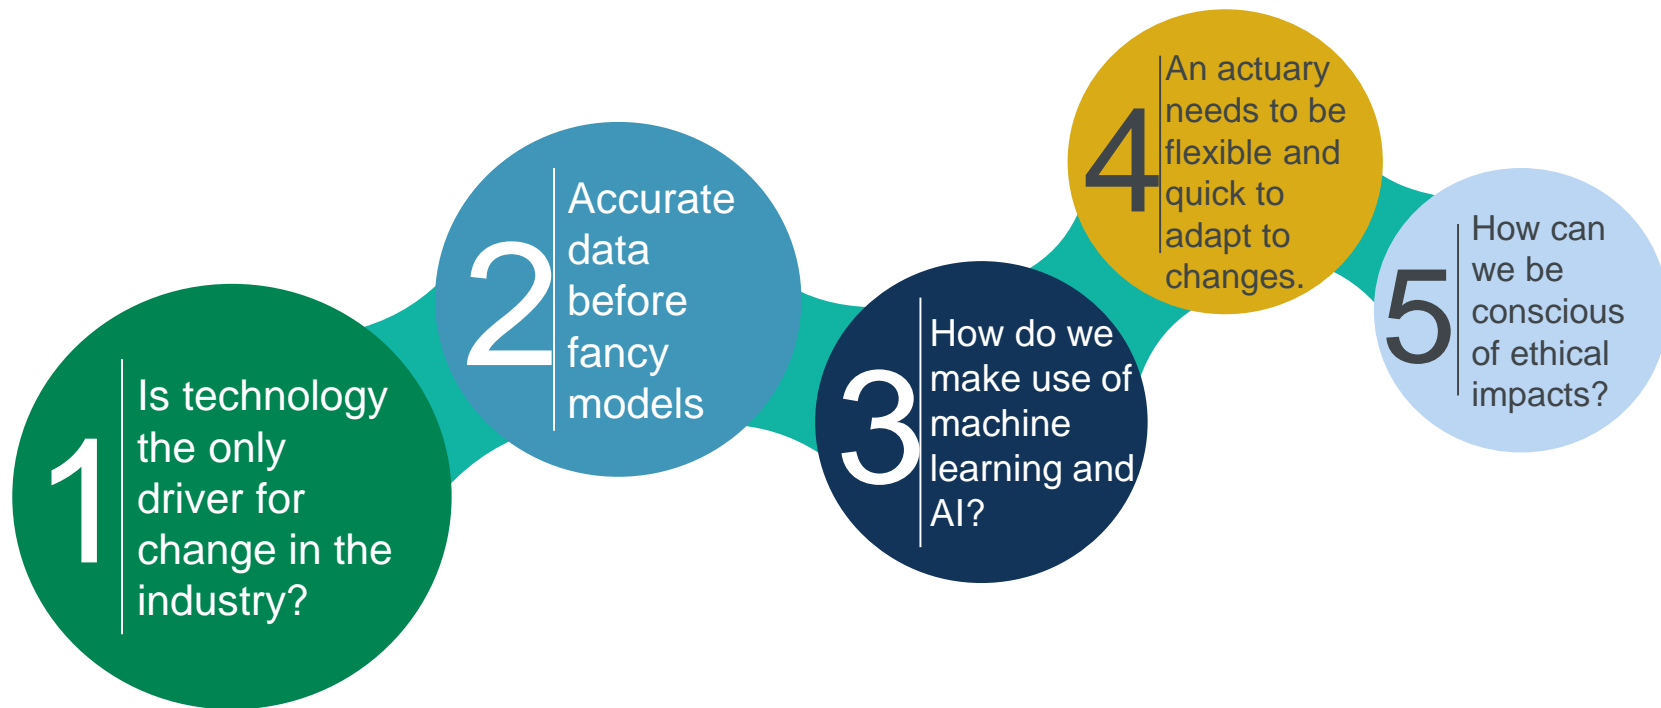 1
Is technology
the only
driver for
change in the
industry?
2
Accurate
data
before
fancy
models
3
How do we
make use of
machine
learning and
AI?
4
An actuary
needs to be
flexible and
quick to
adapt to
changes.
5
How can
we be
conscious
of ethical
impacts?